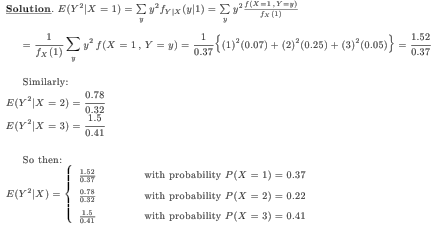 Solution. E(Y²|X = 1) = ∑_y y² f_{Y|X}(y|1) = ∑_y y² f(X=1, Y=y)/f_X(1)
= 1/f_X(1) ∑_y y² f(X = 1, Y = y) = 1/0.37 {(1)²(0.07) + (2)²(0.25) + (3)²(0.05)} = 1.52/0.37
Similarly:
E(Y²|X = 2) = 0.78/0.32
E(Y²|X = 3) = 1.5/0.41
So then:
E(Y²|X) = { 1.52/0.37 with probability P(X = 1) = 0.37
0.78/0.32 with probability P(X = 2) = 0.22
1.5/0.41 with probability P(X = 3) = 0.41